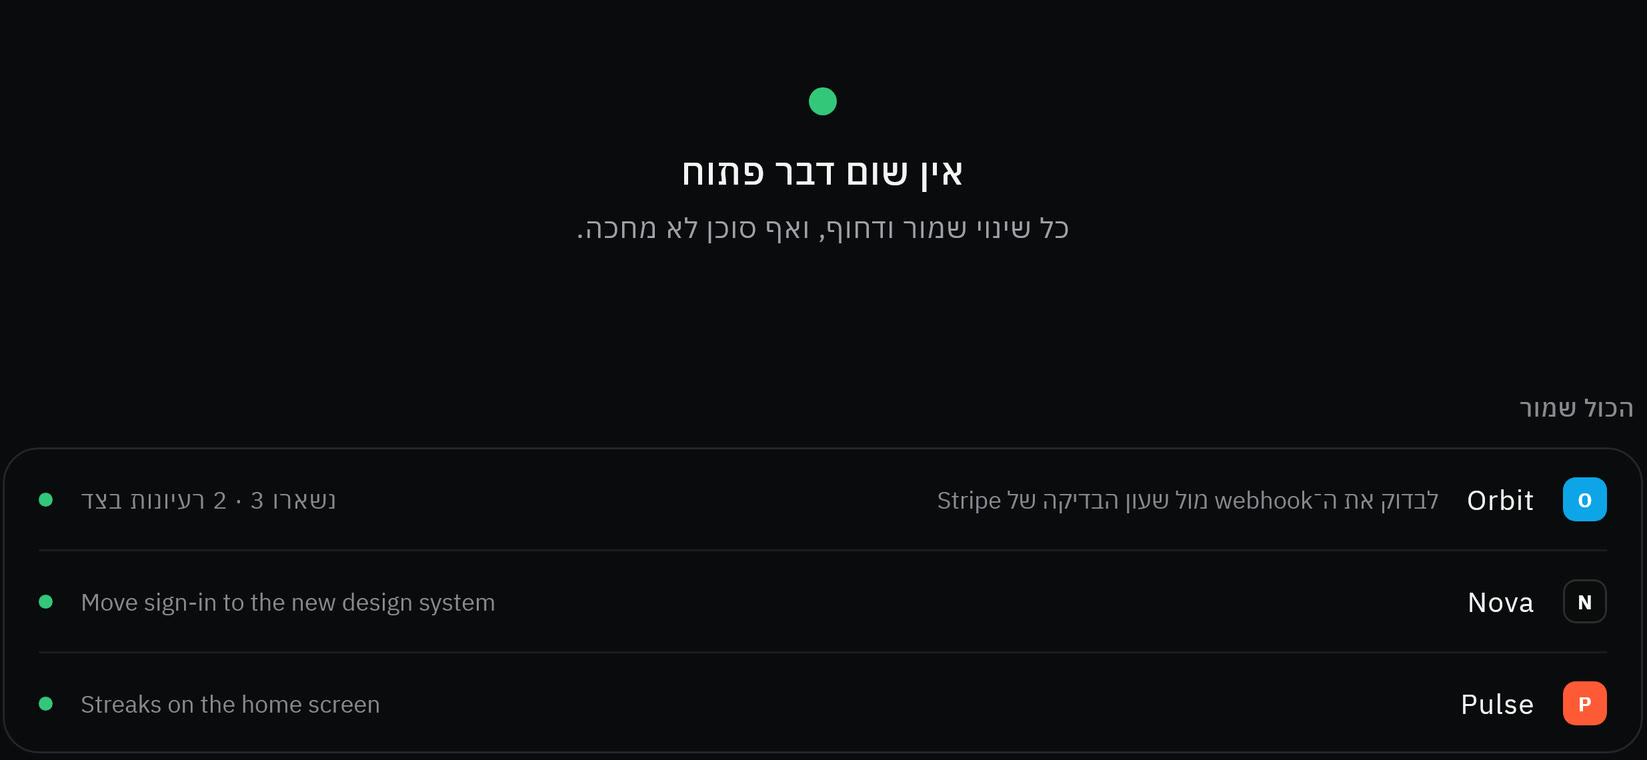 אין שום דבר פתוח
כל שינוי שמור ודחוף, ואף סוכן לא מחכה.
הכול שמור
O Orbit לבדוק את ה־webhook מול שעון הבדיקה של Stripe נשארו 3 · 2 רעיונות בצד
N Nova Move sign-in to the new design system
P Pulse Streaks on the home screen